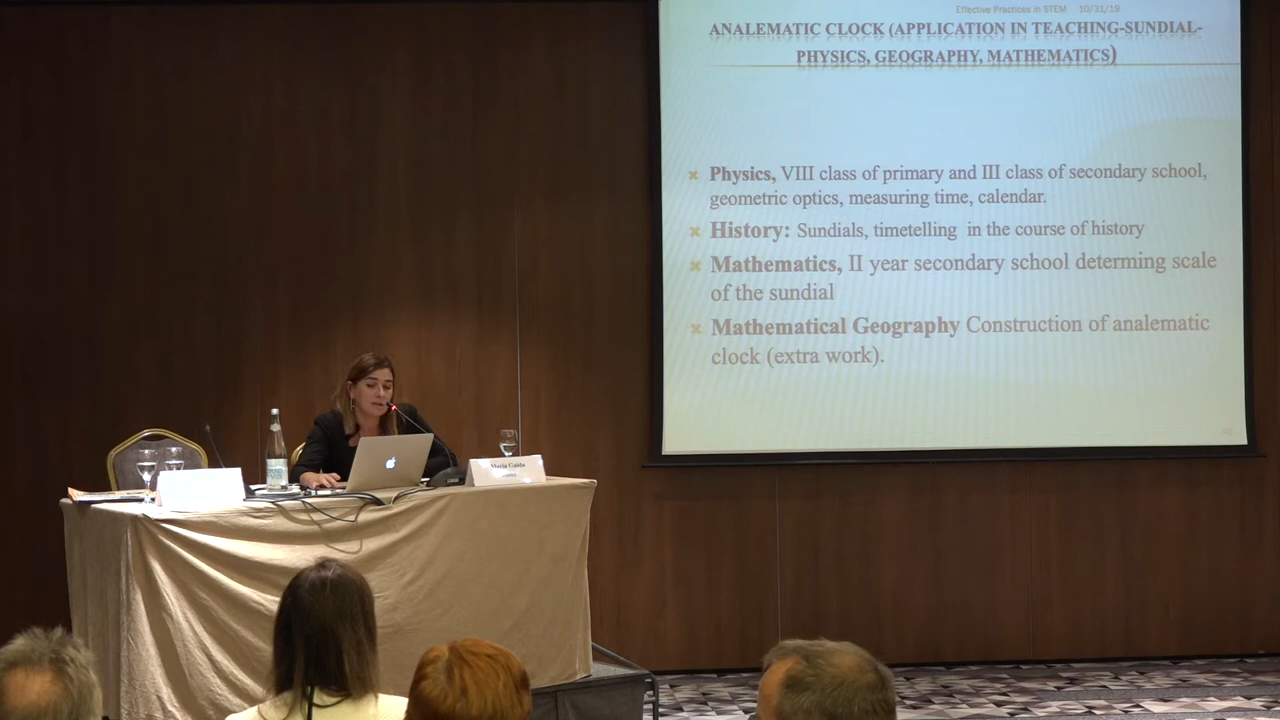 Effective Practices in STEM 10/31/19
ANALEMATIC CLOCK (APPLICATION IN TEACHING-SUNDIAL-
PHYSICS, GEOGRAPHY, MATHEMATICS)
Physics, VIII class of primary and III class of secondary school,
geometric optics, measuring time, calendar.
History: Sundials, timetelling in the course of history
Mathematics, II year secondary school determing scale
of the sundial
Mathematical Geography Construction of analematic
clock (extra work).